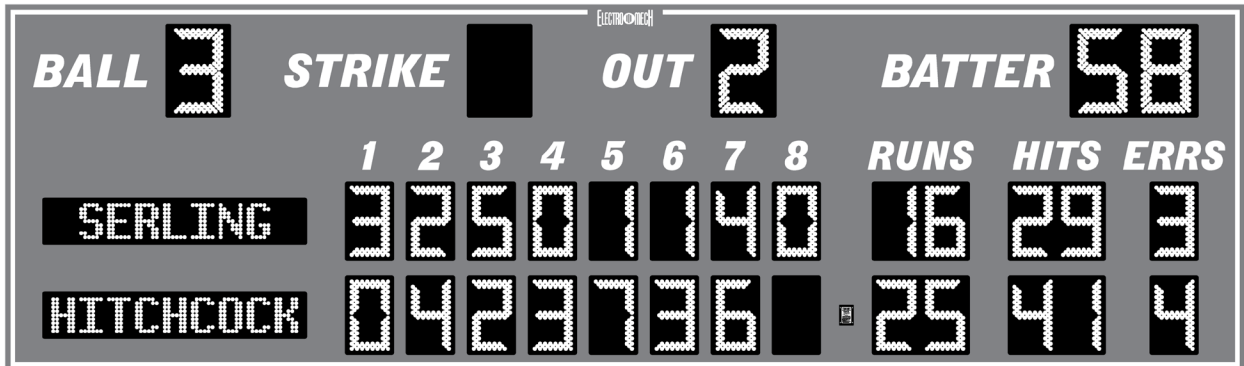 ELECTRO-MECH
BALL 3 STRIKE OUT 2 BATTER 58
1 2 3 4 5 6 7 8 RUNS HITS ERRS
SERLING 3 2 5 0 1 1 4 0 16 29 3
HITCHCOCK 0 4 2 3 7 3 6 25 41 4